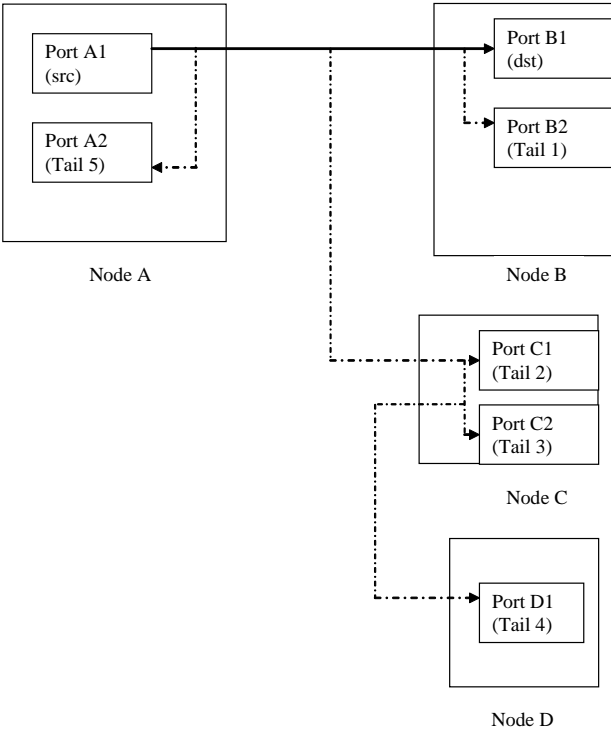 Port A1
(src)
Port A2
(Tail 5)
Node A
Port B1
(dst)
Port B2
(Tail 1)
Node B
Port C1
(Tail 2)
Port C2
(Tail 3)
Node C
Port D1
(Tail 4)
Node D